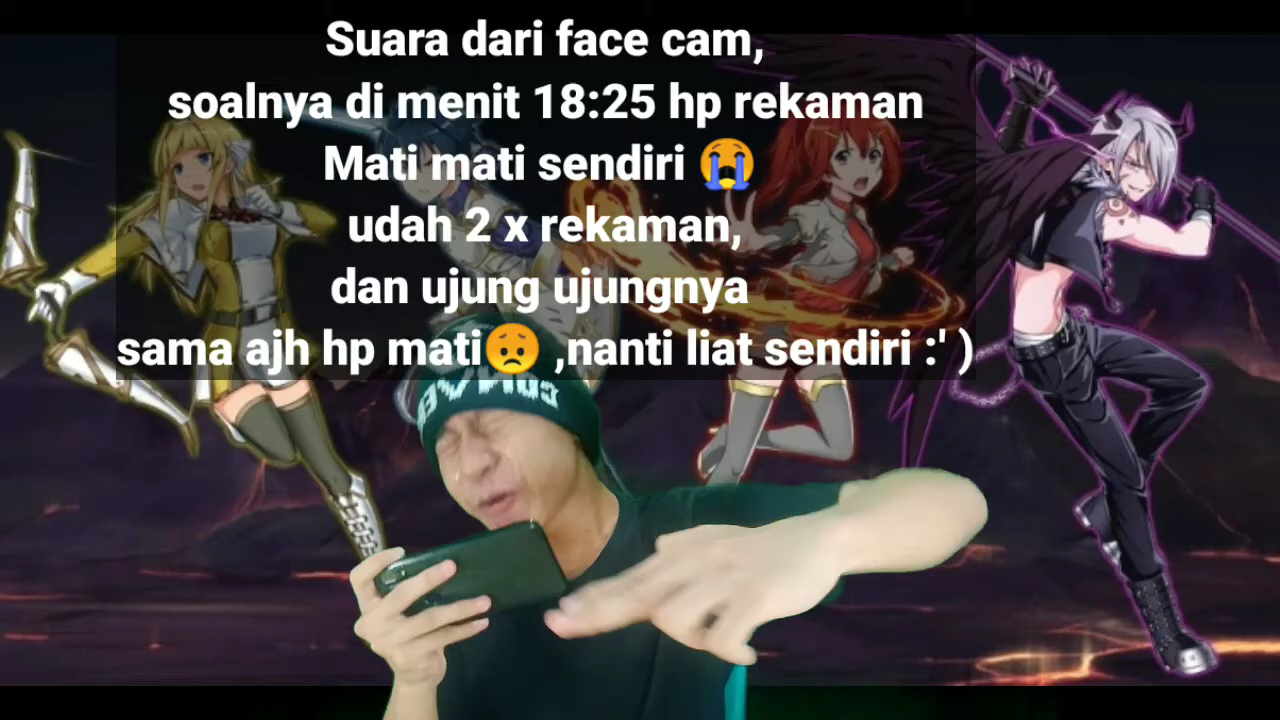 Suara dari face cam,
soalnya di menit 18:25 hp rekaman
Mati mati sendiri 😭
udah 2 x rekaman,
dan ujung ujungnya
sama ajh hp mati😟 ,nanti liat sendiri :' )